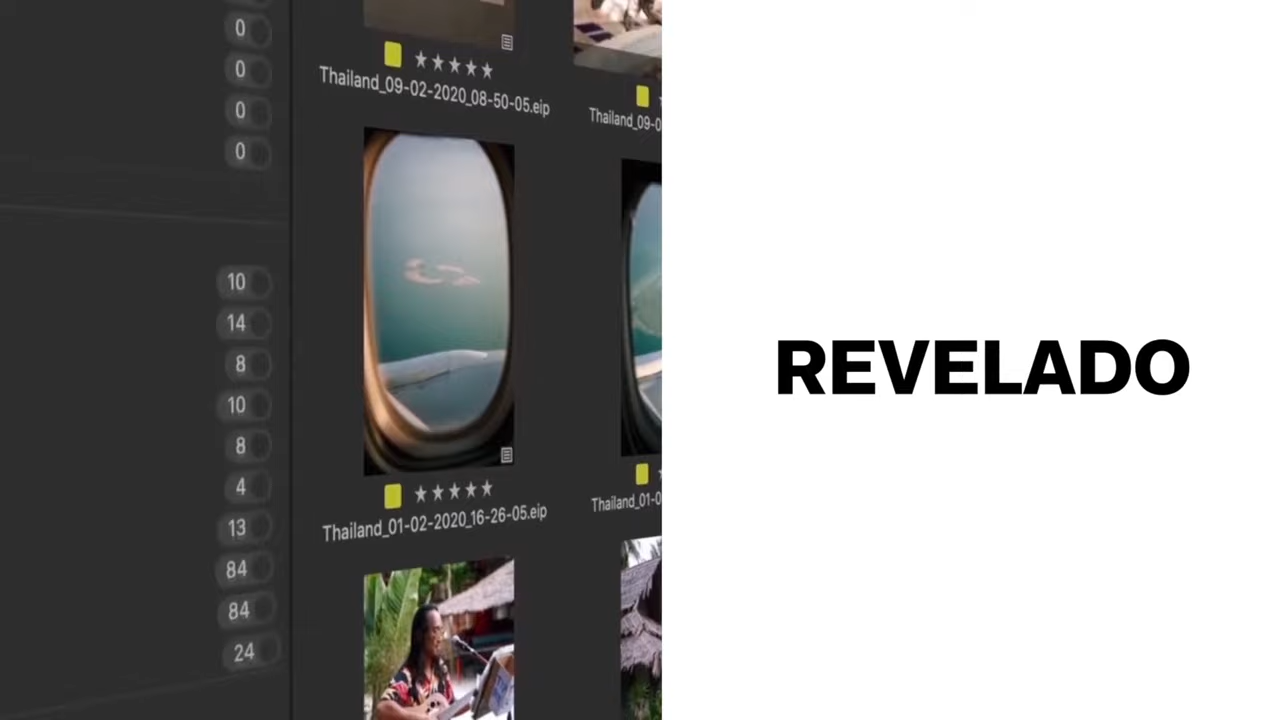 0
0
0
0
10
14
8
10
8
4
13
84
84
24
Thailand_09-02-2020_08-50-05.eip
Thailand_09-0
Thailand_01-02-2020_16-26-05.eip
Thailand_01-0
REVELADO